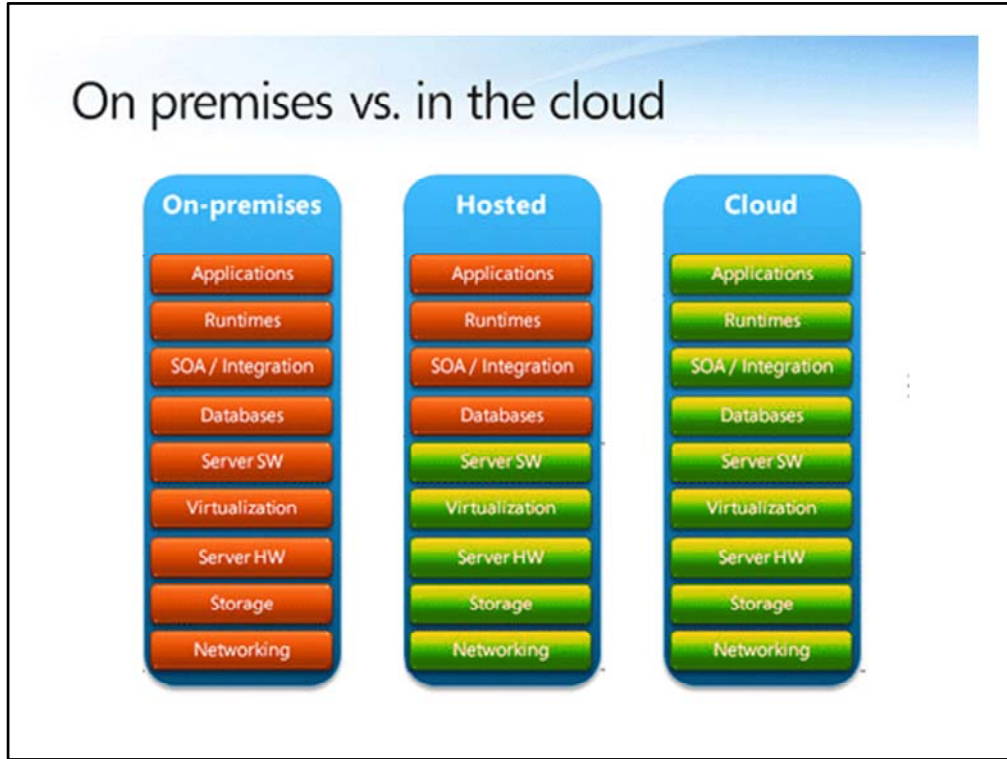 On premises vs. in the cloud
On-premises
Applications
Runtimes
SOA / Integration
Databases
Server SW
Virtualization
Server HW
Storage
Networking
Hosted
Applications
Runtimes
SOA / Integration
Databases
Server SW
Virtualization
Server HW
Storage
Networking
Cloud
Applications
Runtimes
SOA / Integration
Databases
Server SW
Virtualization
Server HW
Storage
Networking